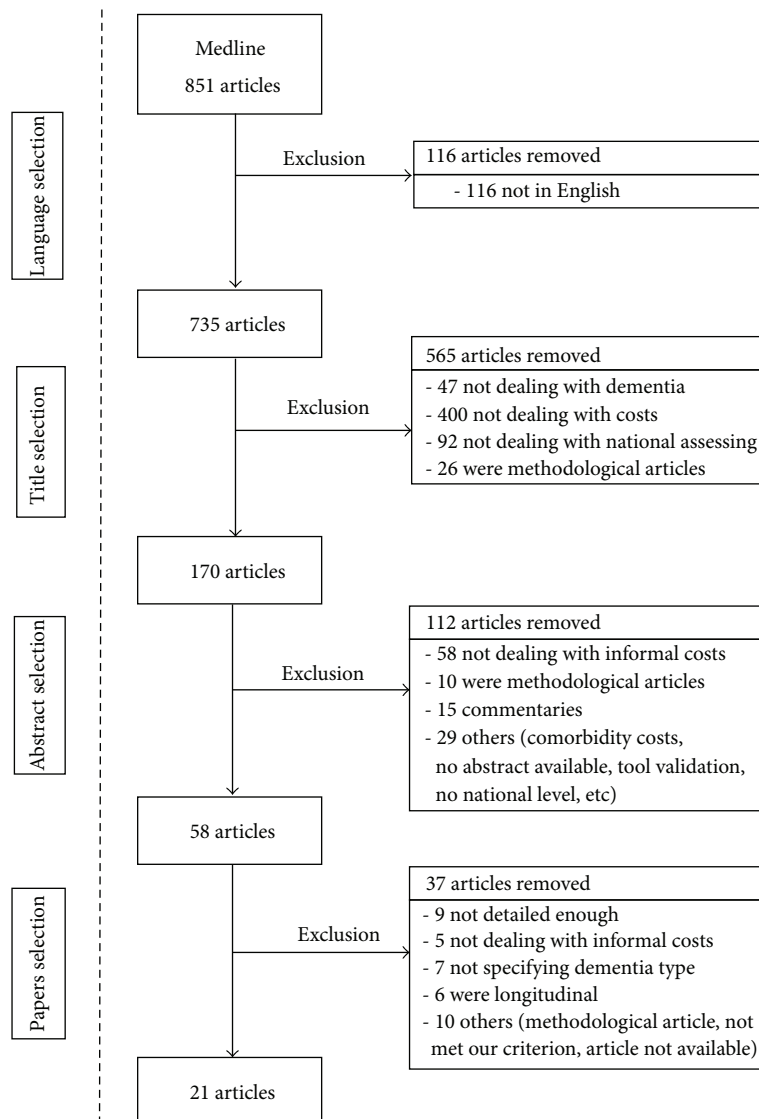 Medline
851 articles
Language selection
Exclusion
116 articles removed
- 116 not in English
735 articles
Title selection
Exclusion
565 articles removed
- 47 not dealing with dementia
- 400 not dealing with costs
- 92 not dealing with national assessing
- 26 were methodological articles
170 articles
Abstract selection
Exclusion
112 articles removed
- 58 not dealing with informal costs
- 10 were methodological articles
- 15 commentaries
- 29 others (comorbidity costs,
no abstract available, tool validation,
no national level, etc)
58 articles
Papers selection
Exclusion
37 articles removed
- 9 not detailed enough
- 5 not dealing with informal costs
- 7 not specifying dementia type
- 6 were longitudinal
- 10 others (methodological article, not
met our criterion, article not available)
21 articles